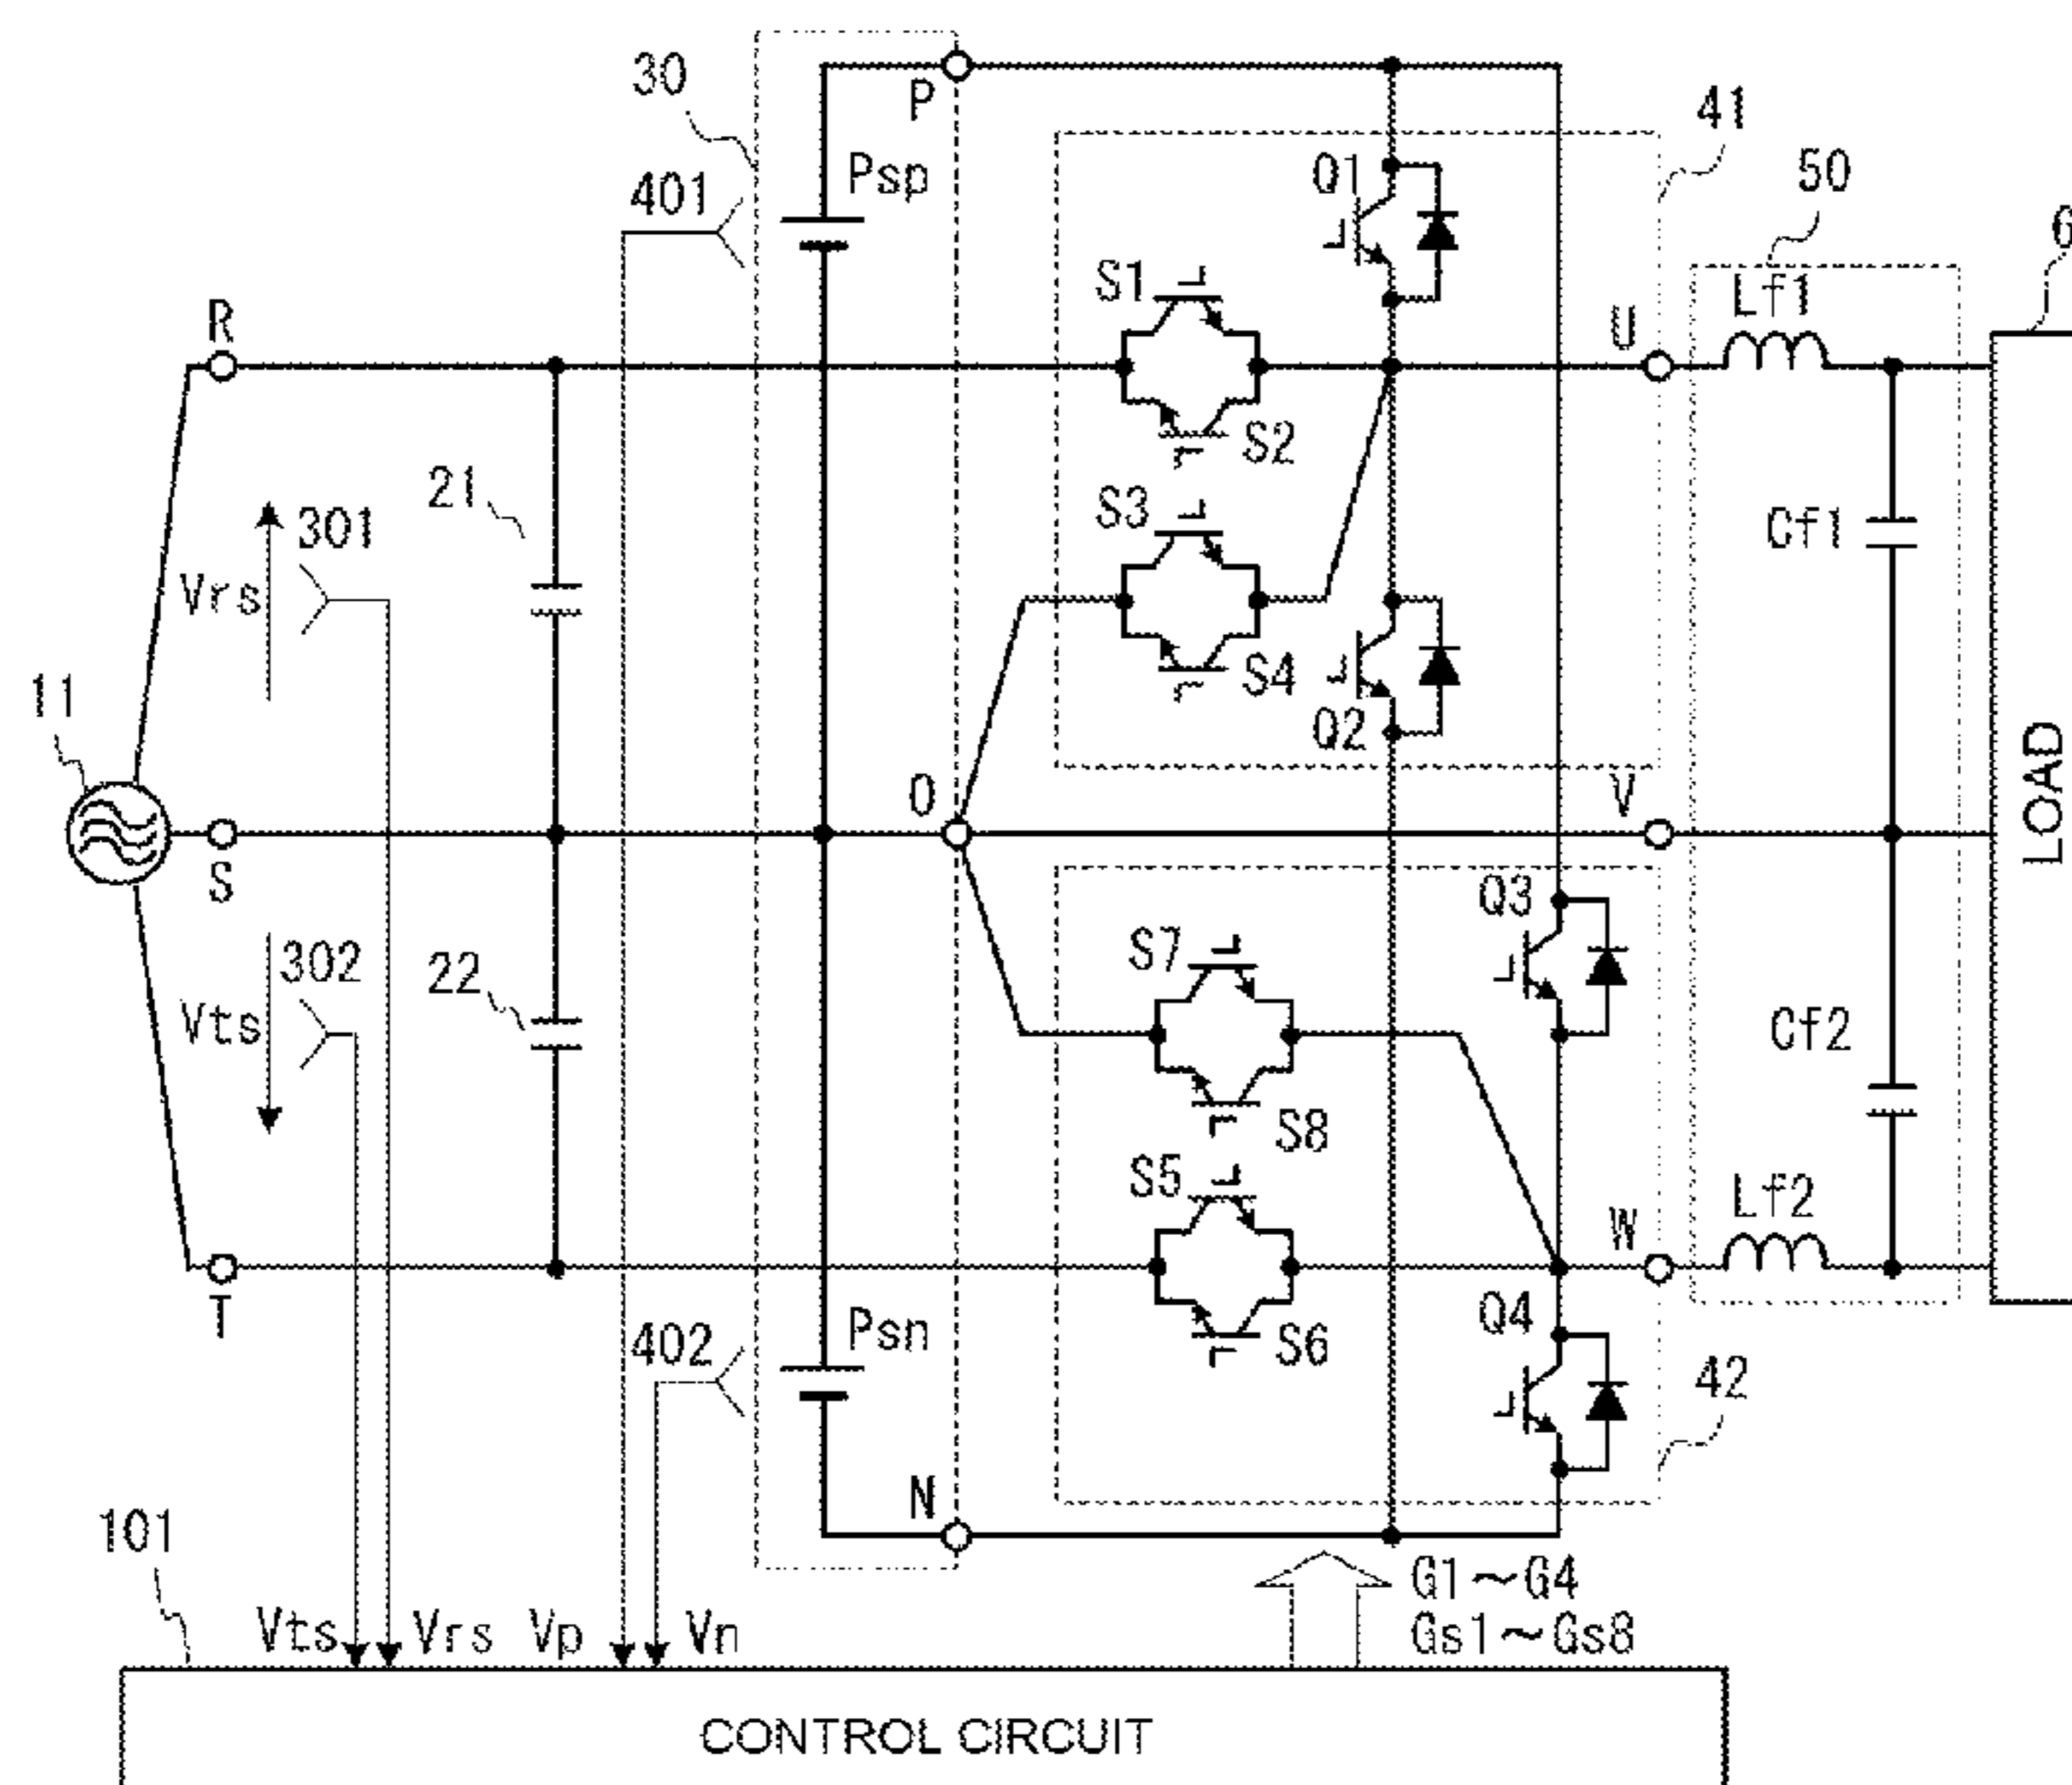 30
P
41
Psp
Q1
50
401
6
S1
Lf1
R
U
S2
21
S3
301
Cf1
Vrs
S4
11
Q2
LOAD
O
V
S
Q3
302
S7
22
Vts
Cf2
S8
S5
Lf2
W
T
Psn
Q4
402
S6
42
N
101
G1~G4
Vts
Vrs
Vp
Vn
Gs1~Gs8
CONTROL CIRCUIT